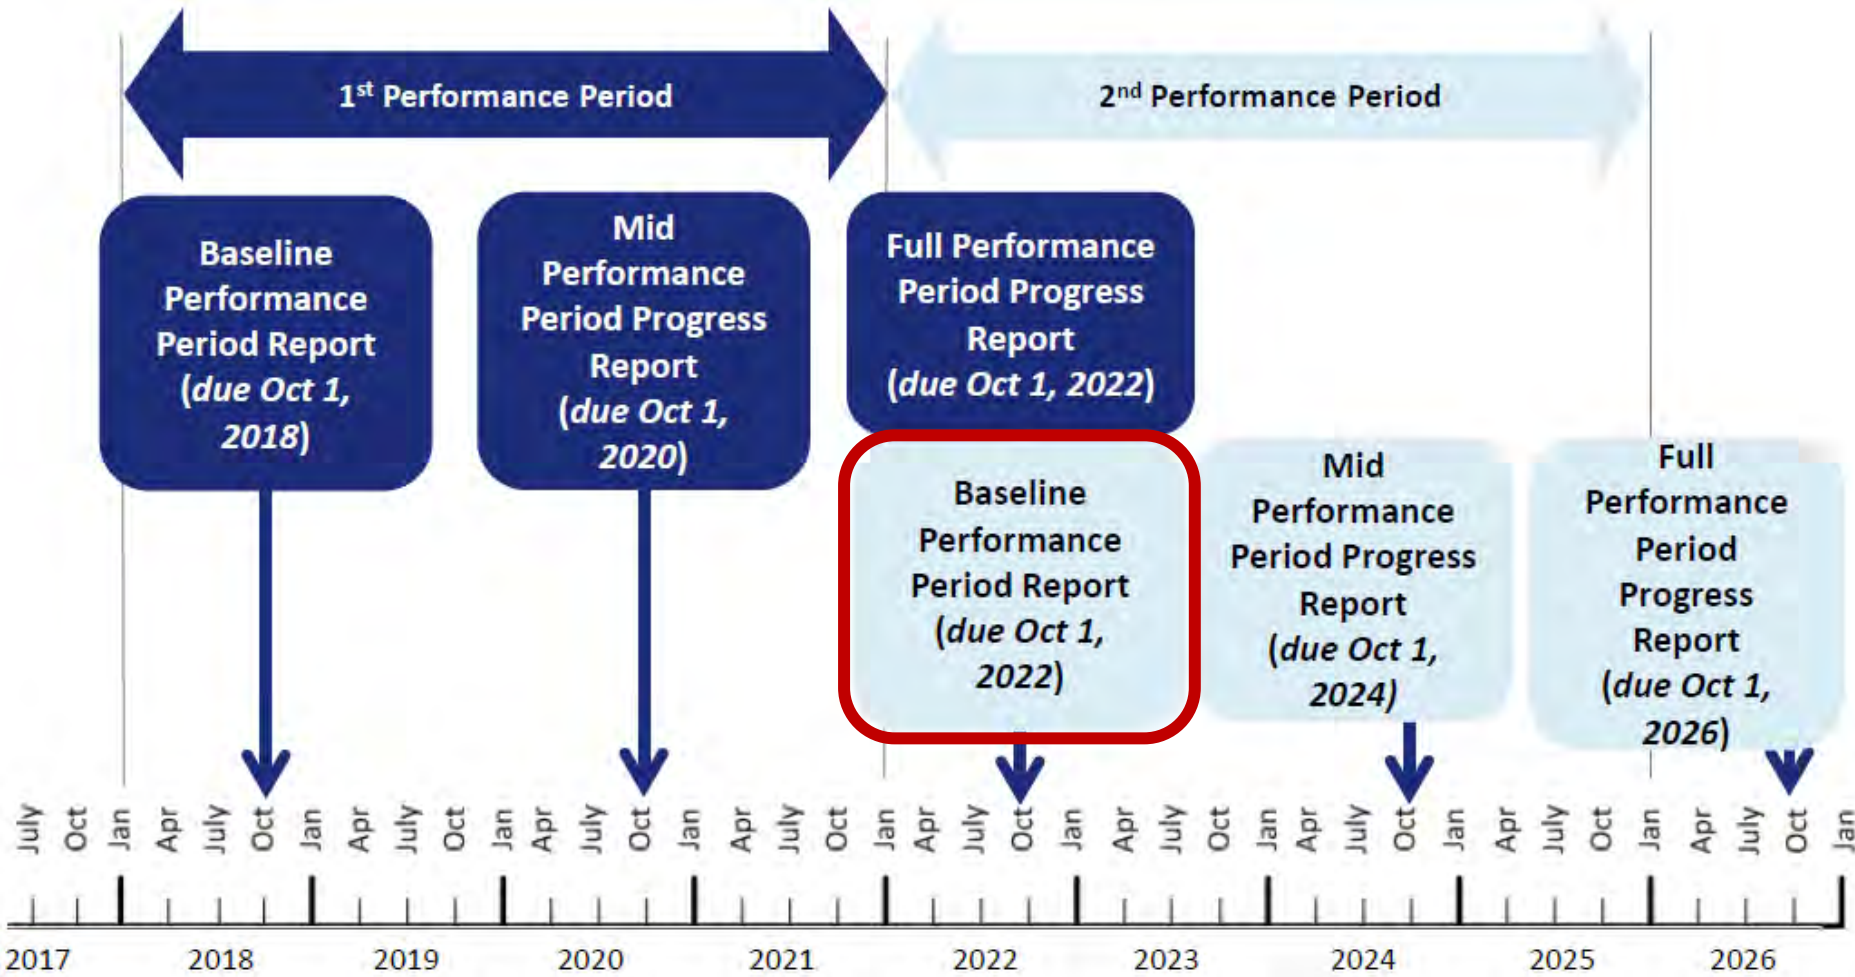 1st Performance Period
2nd Performance Period
Baseline
Performance
Period Report
(due Oct 1,
2018)
Mid
Performance
Period Progress
Report
(due Oct 1,
2020)
Full Performance
Period Progress
Report
(due Oct 1, 2022)
Baseline
Performance
Period Report
(due Oct 1,
2022)
Mid
Performance
Period Progress
Report
(due Oct 1,
2024)
Full
Performance
Period
Progress
Report
(due Oct 1,
2026)
July Oct Jan Apr July Oct Jan Apr July Oct Jan Apr July Oct Jan Apr July Oct Jan Apr July Oct Jan Apr July Oct Jan Apr July Oct Jan Apr July Oct Jan Apr July Oct Jan
2017 2018 2019 2020 2021 2022 2023 2024 2025 2026